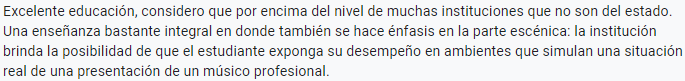 Excelente educación, considero que por encima del nivel de muchas instituciones que no son del estado.
Una enseñanza bastante integral en donde también se hace énfasis en la parte escénica: la institución
brinda la posibilidad de que el estudiante exponga su desempeño en ambientes que simulan una situación
real de una presentación de un músico profesional.